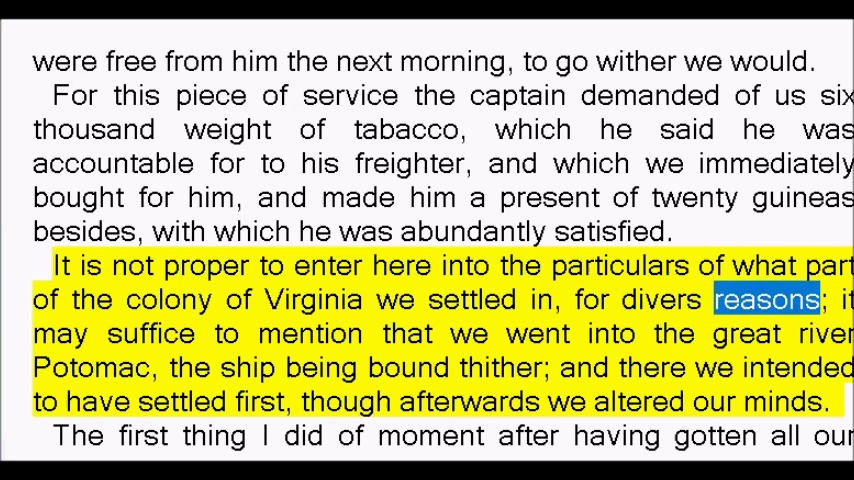 were free from him the next morning, to go wither we would.
For this piece of service the captain demanded of us six
thousand weight of tabacco, which he said he was
accountable for to his freighter, and which we immediately
bought for him, and made him a present of twenty guineas
besides, with which he was abundantly satisfied.
It is not proper to enter here into the particulars of what part
of the colony of Virginia we settled in, for divers reasons; it
may suffice to mention that we went into the great river
Potomac, the ship being bound thither; and there we intended
to have settled first, though afterwards we altered our minds.
The first thing I did of moment after having gotten all our